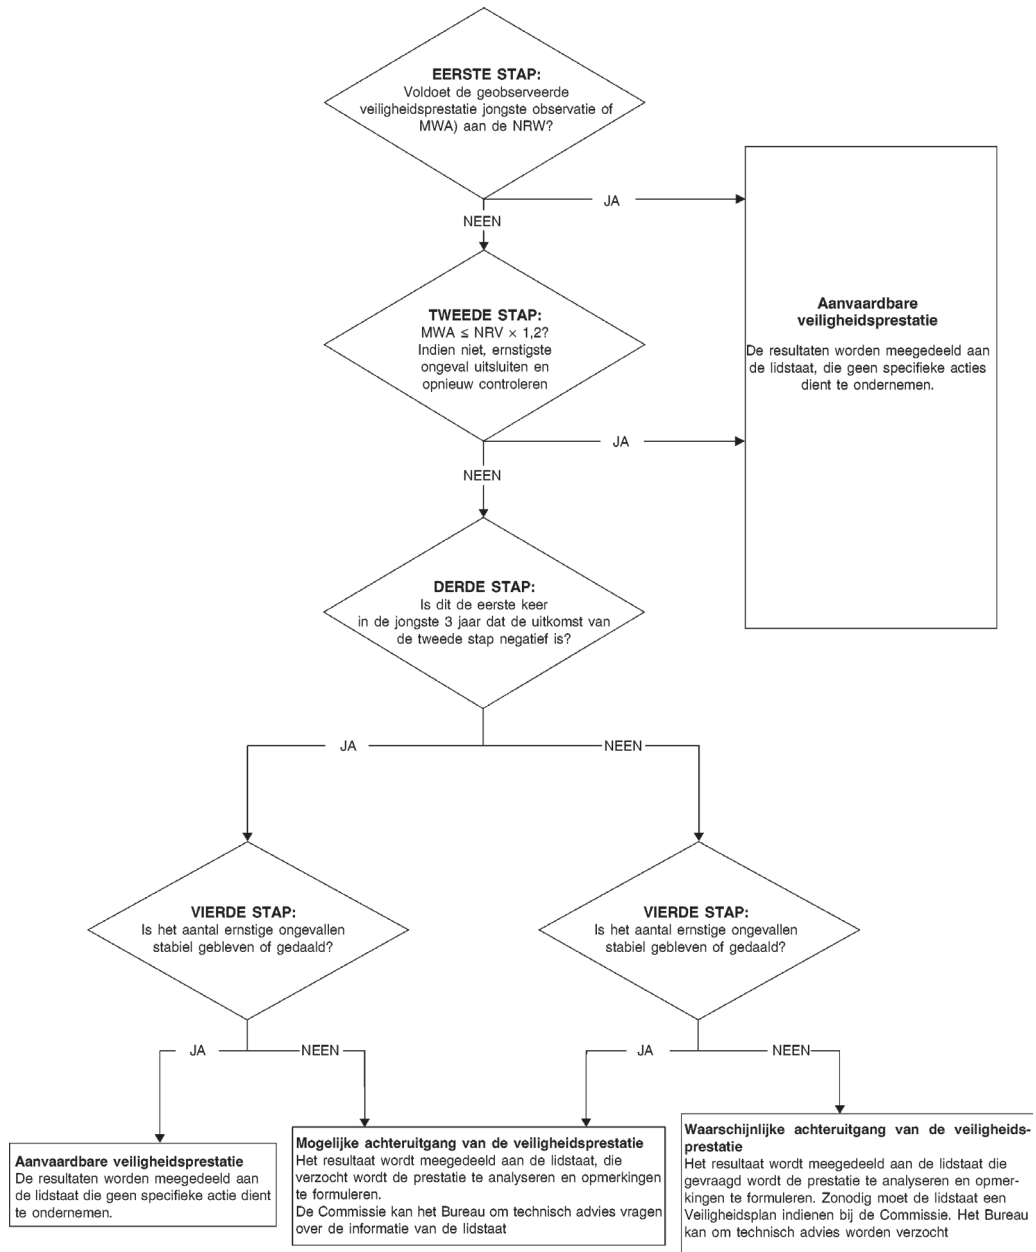 EERSTE STAP:
Voldoet de geobserveerde
veiligheidsprestatie jongste observatie of
MWA) aan de NRW?
JA
NEEN
TWEEDE STAP:
MWA ≤ NRV × 1,2?
Indien niet, ernstigste
ongeval uitsluiten en
opnieuw controleren
Aanvaardbare
veiligheidsprestatie
De resultaten worden meegedeeld aan
de lidstaat, die geen specifieke acties
dient te ondernemen.
JA
NEEN
DERDE STAP:
Is dit de eerste keer
in de jongste 3 jaar dat de uitkomst van
de tweede stap negatief is?
JA
NEEN
VIERDE STAP:
Is het aantal ernstige ongevallen
stabiel gebleven of gedaald?
VIERDE STAP:
Is het aantal ernstige ongevallen
stabiel gebleven of gedaald?
JA
NEEN
JA
NEEN
Aanvaardbare veiligheidsprestatie
De resultaten worden meegedeeld aan
de lidstaat die geen specifieke actie dient
te ondernemen.
Mogelijke achteruitgang van de veiligheidsprestatie
Het resultaat wordt meegedeeld aan de lidstaat, die
verzocht wordt de prestatie te analyseren en opmerkingen
te formuleren.
De Commissie kan het Bureau om technisch advies vragen
over de informatie van de lidstaat
Waarschijnlijke achteruitgang van de veiligheids-
prestatie
Het resultaat wordt meegedeeld aan de lidstaat die
gevraagd wordt de prestatie te analyseren en opmer-
kingen te formuleren. Zonodig moet de lidstaat een
Veiligheidsplan indienen bij de Commissie. Het Bureau
kan om technisch advies worden verzocht